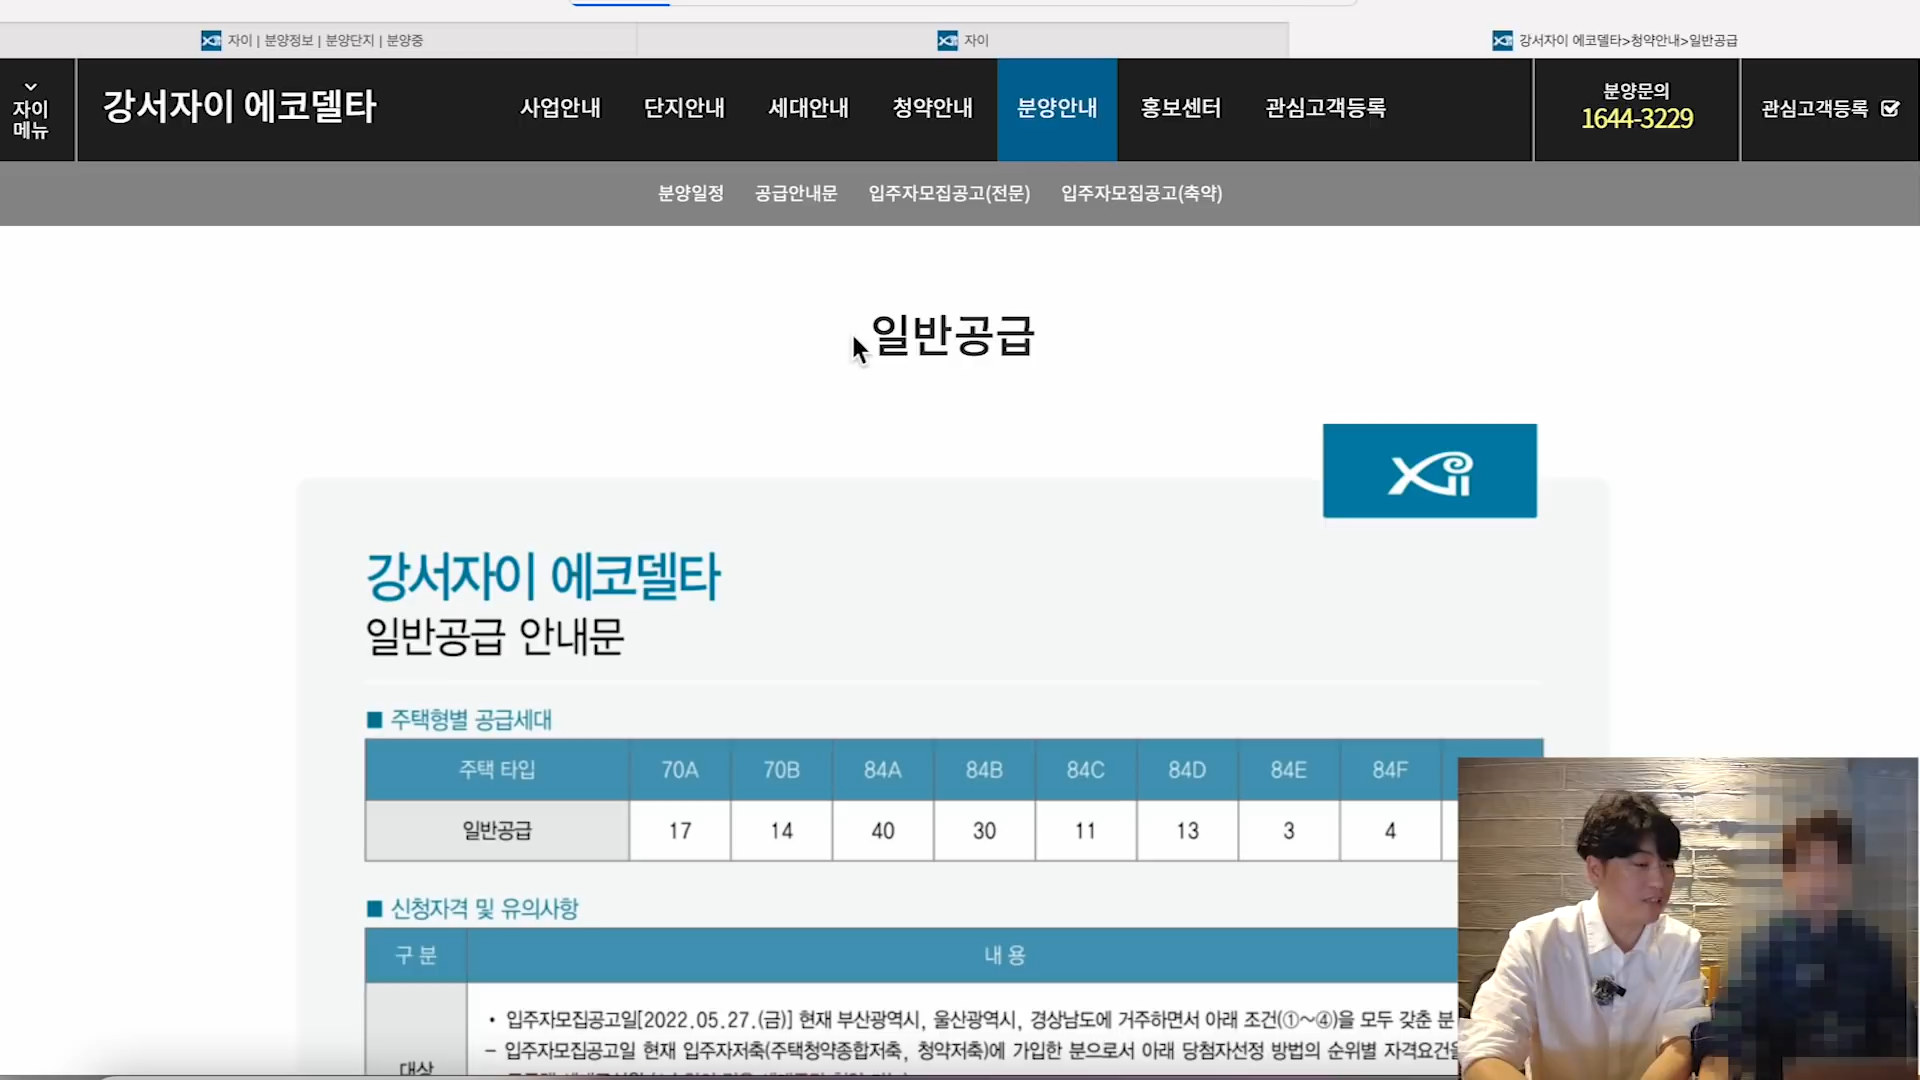 자이 | 분양정보 | 분양단지 | 분양중
자이
강서자이 에코델타>청약안내>일반공급
자이
메뉴
강서자이 에코델타
사업안내 단지안내 세대안내 청약안내 분양안내 홍보센터 관심고객등록
분양문의
1644-3229
관심고객등록
분양일정 공급안내문 입주자모집공고(전문) 입주자모집공고(축약)
일반공급
Xi
강서자이 에코델타
일반공급 안내문
■ 주택형별 공급세대
주택 타입 70A 70B 84A 84B 84C 84D 84E 84F
일반공급 17 14 40 30 11 13 3 4
■ 신청자격 및 유의사항
구 분 내 용
• 입주자모집공고일[2022.05.27.(금)] 현재 부산광역시, 울산광역시, 경상남도에 거주하면서 아래 조건(①~④)을 모두 갖춘 분
– 입주자모집공고일 현재 입주자저축(주택청약종합저축, 청약저축)에 가입한 분으로서 아래 당첨자선정 방법의 순위별 자격요건을
대상